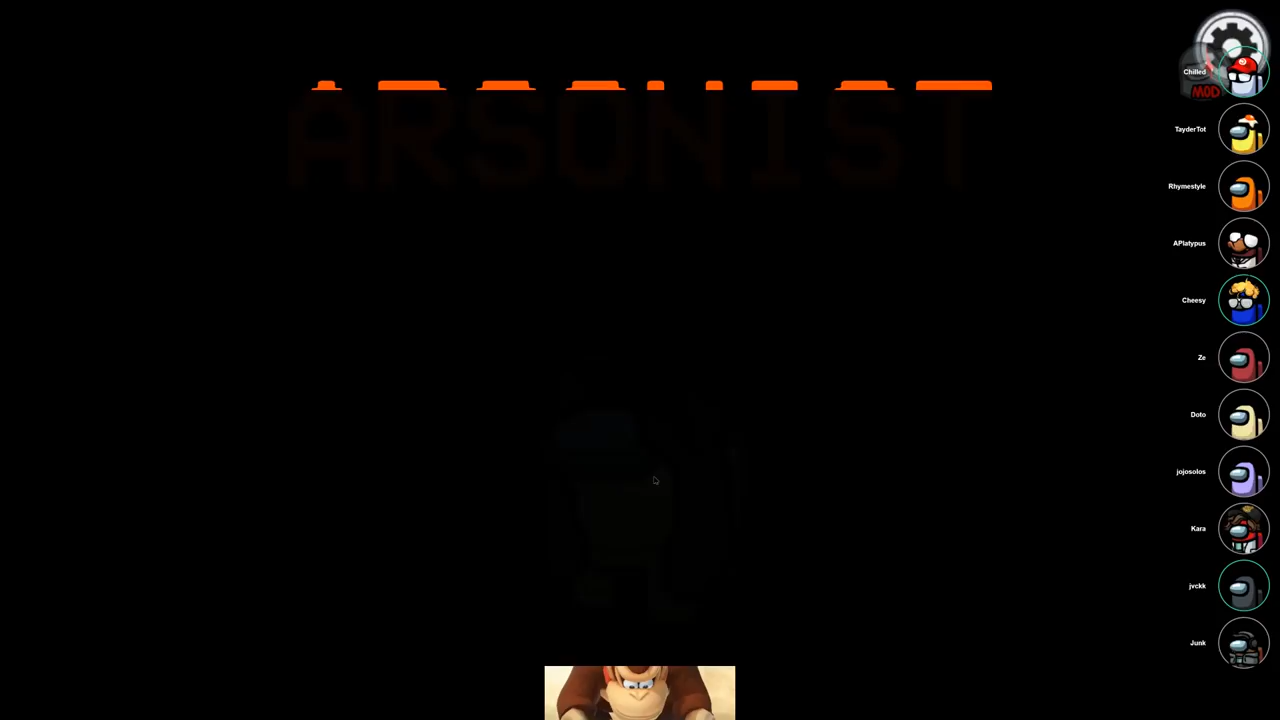 ARSONIST
Chilled
MOD
TayderTot
Rhymestyle
APlatypus
Cheesy
Ze
Doto
jojosolos
Kara
jvckk
Junk